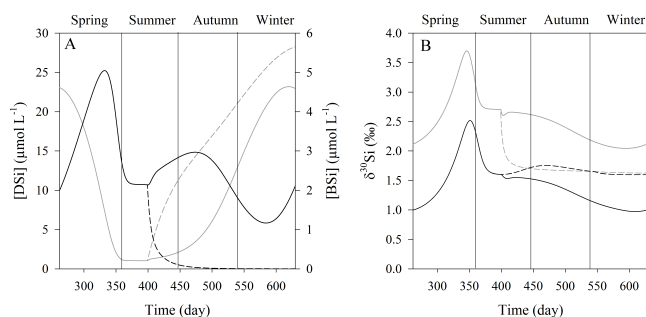 Spring Summer Autumn Winter
A
30
25
20
15
10
5
0
[DSi] (μmol L⁻¹)
6
5
4
3
2
1
0
[BSi] (μmol L⁻¹)
300 350 400 450 500 550 600
Time (day)
Spring Summer Autumn Winter
B
4.0
3.5
3.0
2.5
2.0
1.5
1.0
0.5
0.0
δ³⁰Si (‰)
300 350 400 450 500 550 600
Time (day)